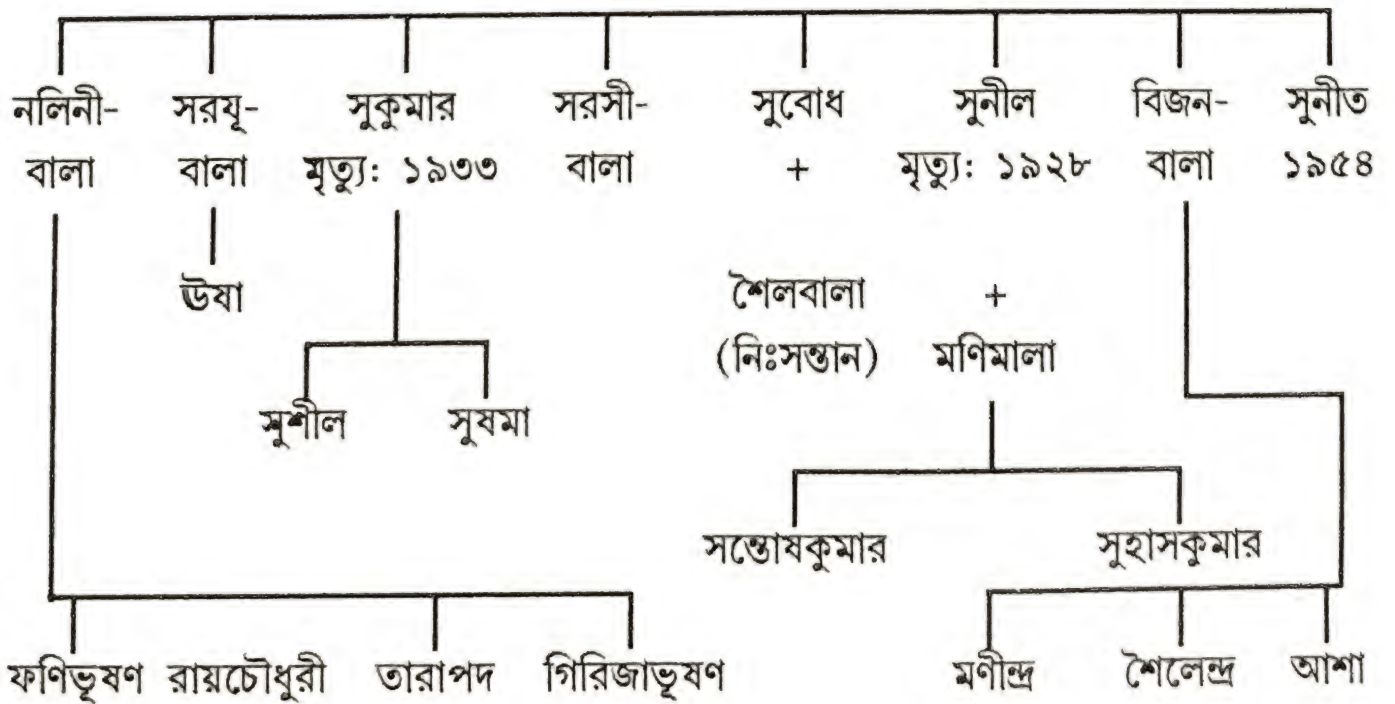 নলিনী- সরযূ- সুকুমার সরসী- সুবোধ সুনীল বিজন- সুনীত
বালা বালা মৃত্যু: ১৯৩৩ বালা + মৃত্যু: ১৯২৮ বালা ১৯৫৪
ঊষা শৈলবালা +
(নিঃসন্তান) মণিমালা
সুশীল সুষমা
সন্তোষকুমার সুহাসকুমার
ফণিভূষণ রায়চৌধুরী তারাপদ গিরিজাভূষণ মণীন্দ্র শৈলেন্দ্র আশা